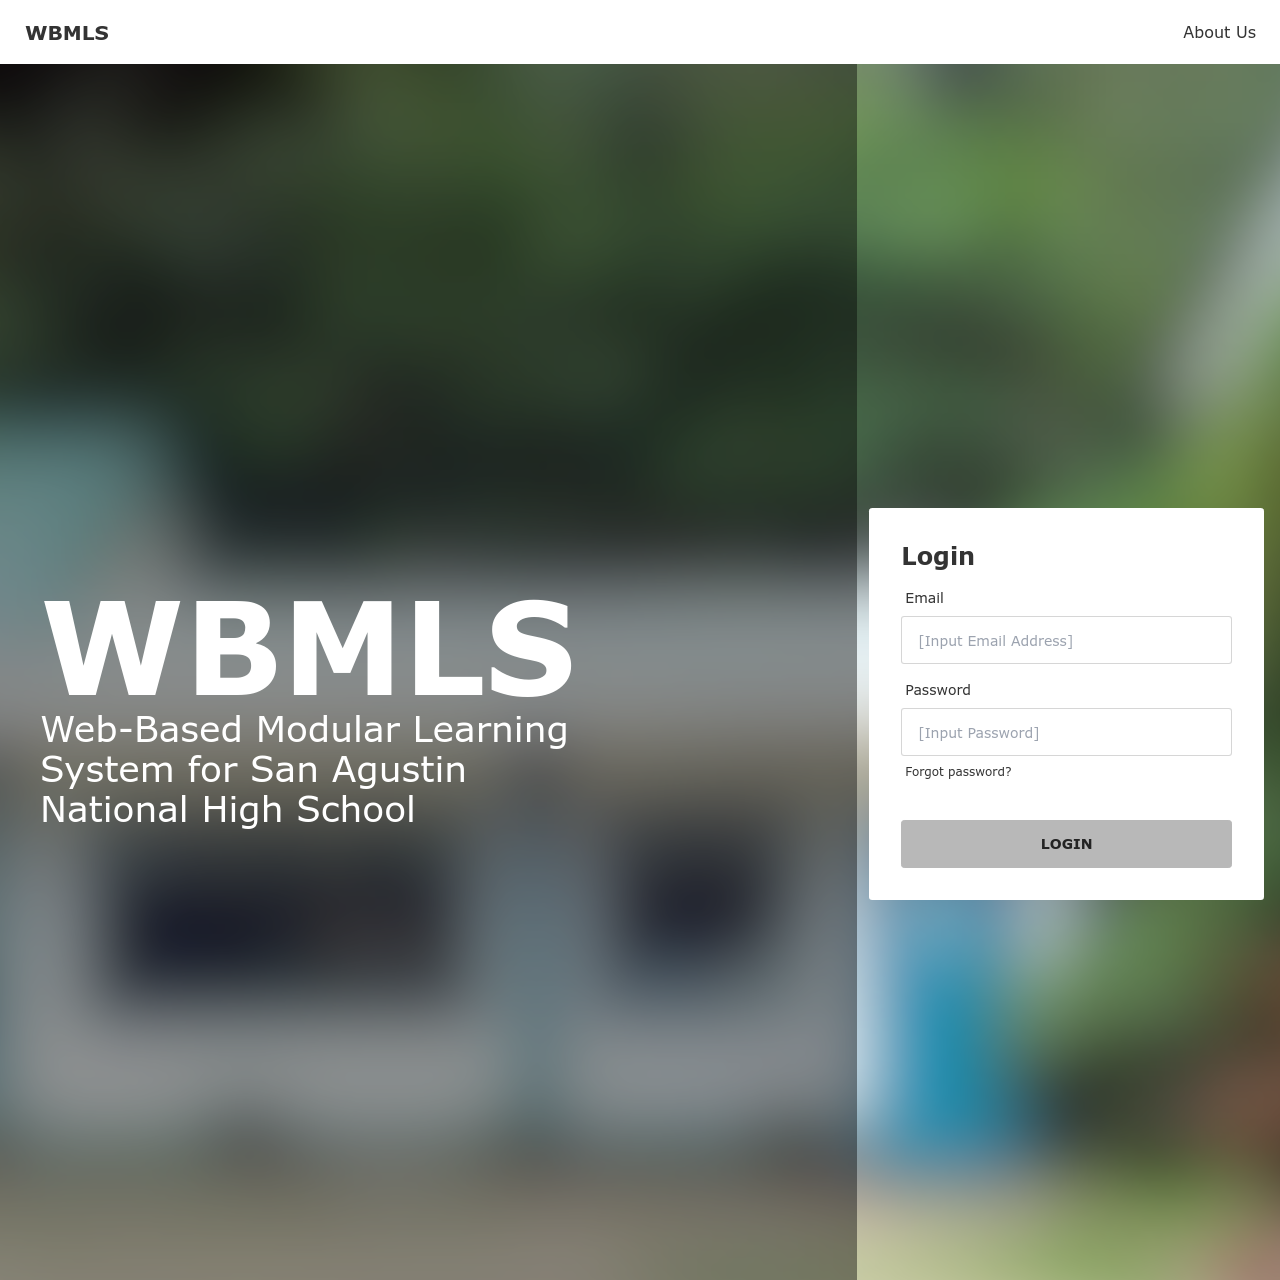 WBMLS
About Us
WBMLS
Web-Based Modular Learning
System for San Agustin
National High School
Login
Email
[Input Email Address]
Password
[Input Password]
Forgot password?
LOGIN